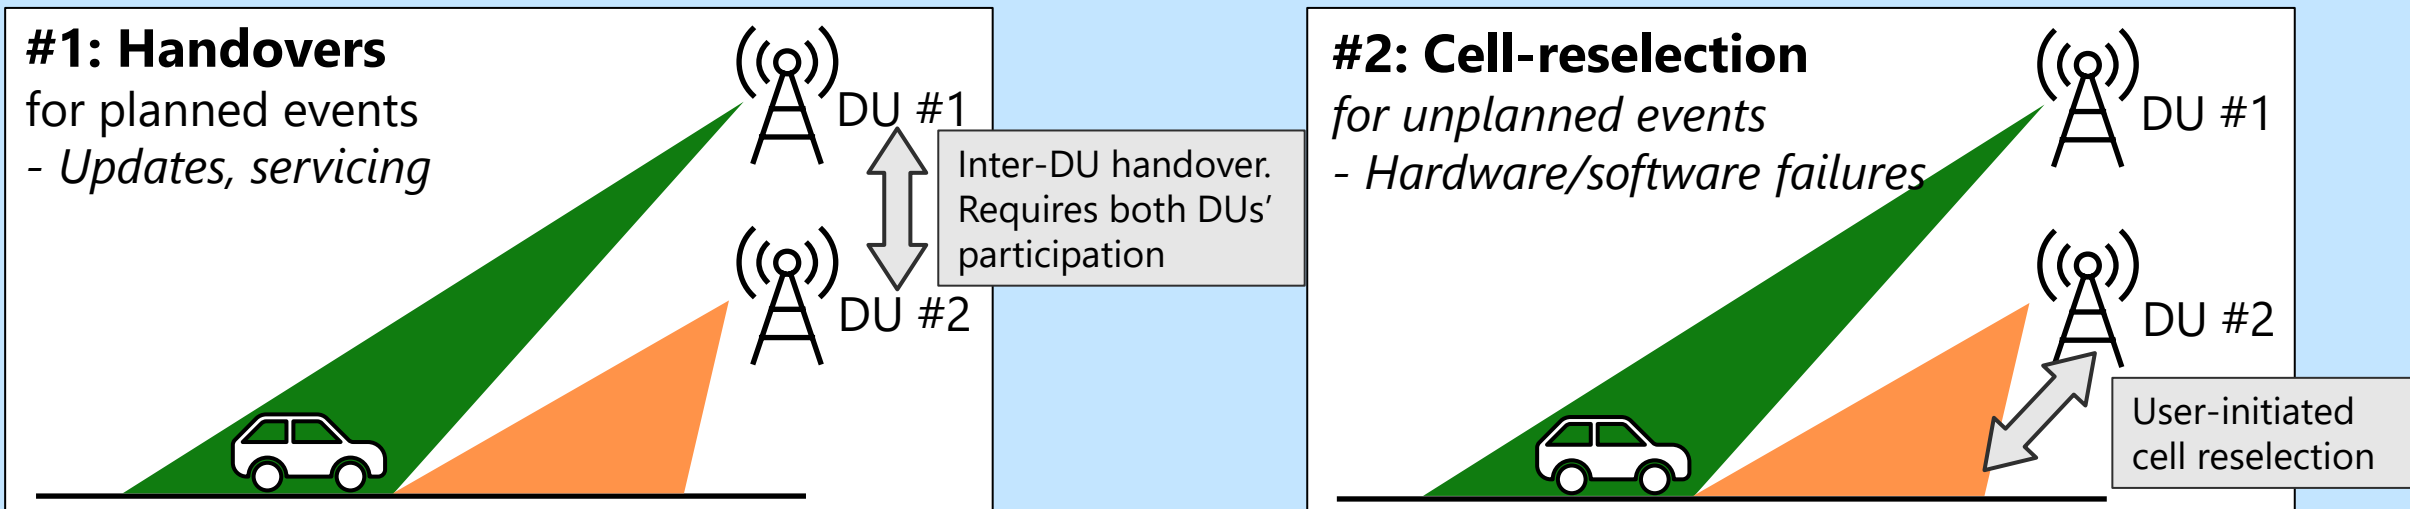 #1: Handovers
for planned events
- Updates, servicing
DU #1
Inter-DU handover.
Requires both DUs’
participation
DU #2
#2: Cell-reselection
for unplanned events
- Hardware/software failures
DU #1
DU #2
User-initiated
cell reselection